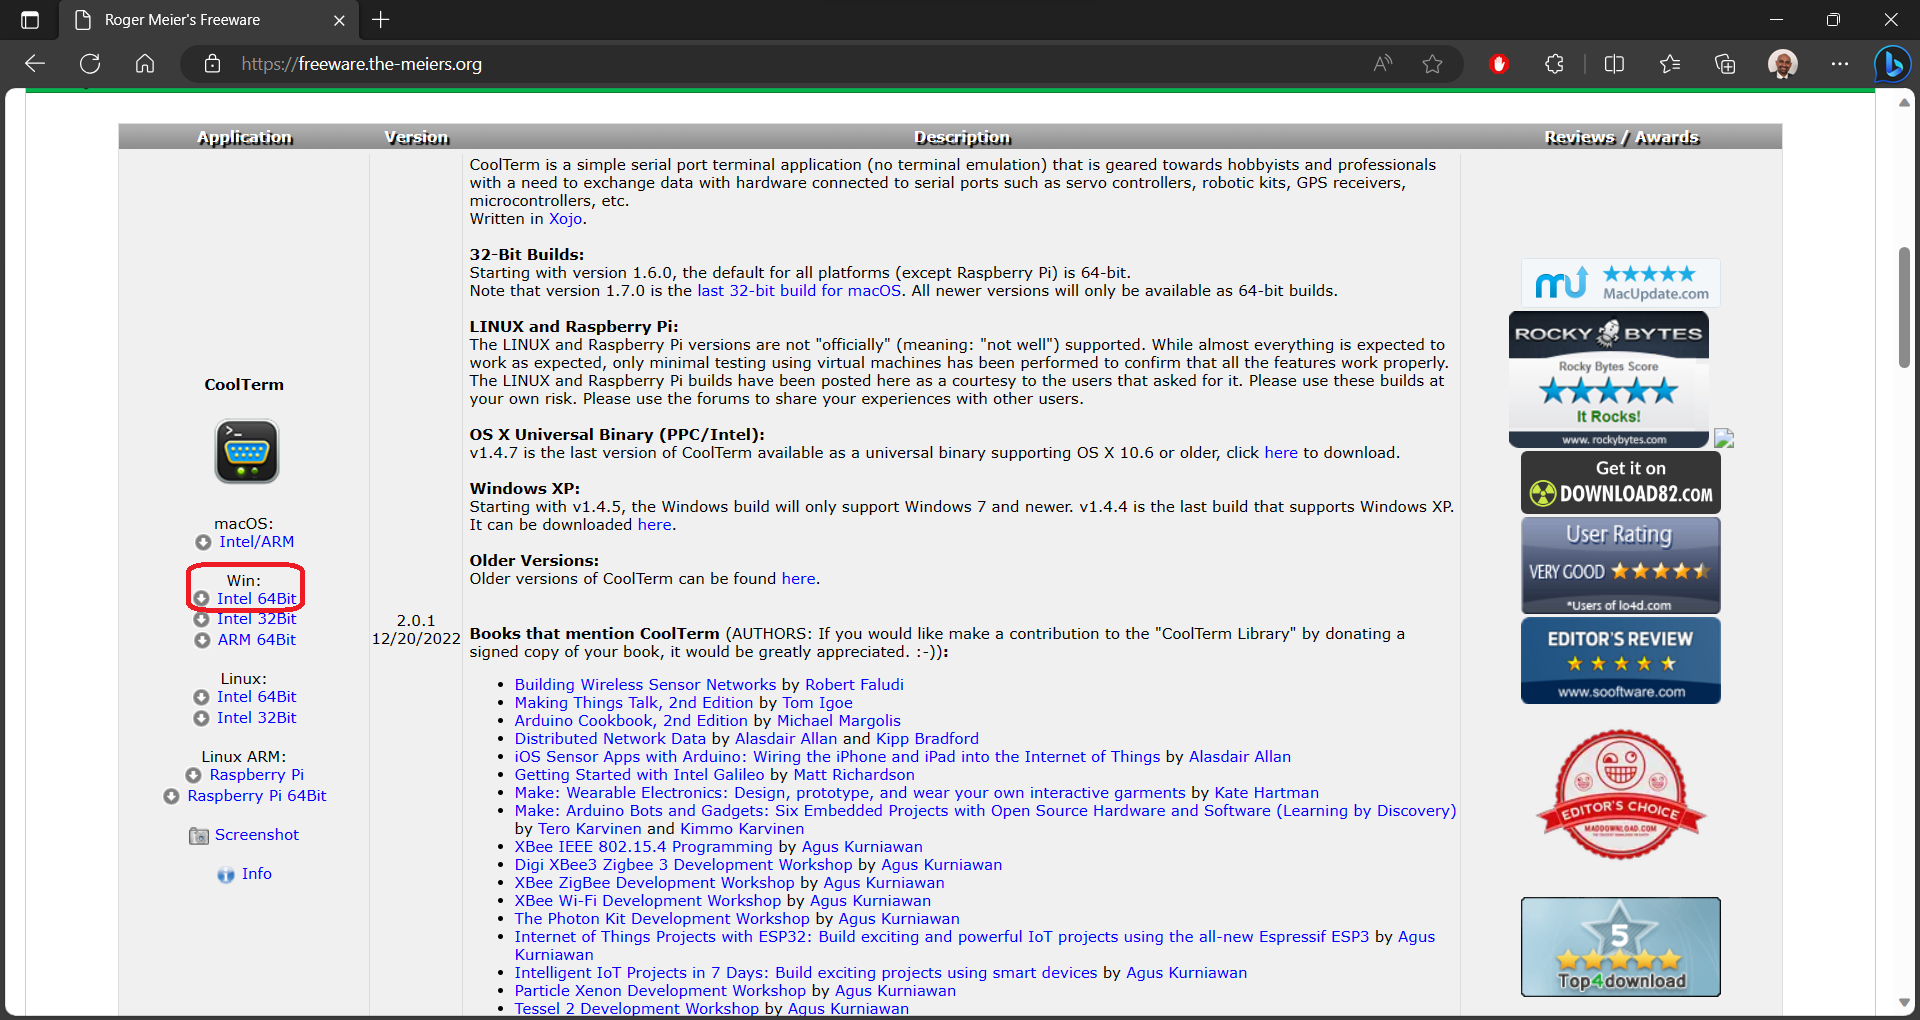 Roger Meier's Freeware
https://freeware.the-meiers.org
Application
Version
Description
Reviews / Awards
CoolTerm
macOS:
Intel/ARM
Win:
Intel 64Bit
Intel 32Bit
ARM 64Bit
Linux:
Intel 64Bit
Intel 32Bit
Linux ARM:
Raspberry Pi
Raspberry Pi 64Bit
Screenshot
Info
2.0.1
12/20/2022
CoolTerm is a simple serial port terminal application (no terminal emulation) that is geared towards hobbyists and professionals
with a need to exchange data with hardware connected to serial ports such as servo controllers, robotic kits, GPS receivers,
microcontrollers, etc.
Written in Xojo.
32-Bit Builds:
Starting with version 1.6.0, the default for all platforms (except Raspberry Pi) is 64-bit.
Note that version 1.7.0 is the last 32-bit build for macOS. All newer versions will only be available as 64-bit builds.
LINUX and Raspberry Pi:
The LINUX and Raspberry Pi versions are not "officially" (meaning: "not well") supported. While almost everything is expected to
work as expected, only minimal testing using virtual machines has been performed to confirm that all the features work properly.
The LINUX and Raspberry Pi builds have been posted here as a courtesy to the users that asked for it. Please use these builds at
your own risk. Please use the forums to share your experiences with other users.
OS X Universal Binary (PPC/Intel):
v1.4.7 is the last version of CoolTerm available as a universal binary supporting OS X 10.6 or older, click here to download.
Windows XP:
Starting with v1.4.5, the Windows build will only support Windows 7 and newer. v1.4.4 is the last build that supports Windows XP.
It can be downloaded here.
Older Versions:
Older versions of CoolTerm can be found here.
Books that mention CoolTerm (AUTHORS: If you would like make a contribution to the "CoolTerm Library" by donating a
signed copy of your book, it would be greatly appreciated. :-)):
• Building Wireless Sensor Networks by Robert Faludi
• Making Things Talk, 2nd Edition by Tom Igoe
• Arduino Cookbook, 2nd Edition by Michael Margolis
• Distributed Network Data by Alasdair Allan and Kipp Bradford
• iOS Sensor Apps with Arduino: Wiring the iPhone and iPad into the Internet of Things by Alasdair Allan
• Getting Started with Intel Galileo by Matt Richardson
• Make: Wearable Electronics: Design, prototype, and wear your own interactive garments by Kate Hartman
• Make: Arduino Bots and Gadgets: Six Embedded Projects with Open Source Hardware and Software (Learning by Discovery)
by Tero Karvinen and Kimmo Karvinen
• XBee IEEE 802.15.4 Programming by Agus Kurniawan
• Digi XBee3 Zigbee 3 Development Workshop by Agus Kurniawan
• XBee ZigBee Development Workshop by Agus Kurniawan
• XBee Wi-Fi Development Workshop by Agus Kurniawan
• The Photon Kit Development Workshop by Agus Kurniawan
• Internet of Things Projects with ESP32: Build exciting and powerful IoT projects using the all-new Espressif ESP3 by Agus
Kurniawan
• Intelligent IoT Projects in 7 Days: Build exciting projects using smart devices by Agus Kurniawan
• Particle Xenon Development Workshop by Agus Kurniawan
• Tessel 2 Development Workshop by Agus Kurniawan
mu
MacUpdate.com
ROCKY BYTES
Rocky Bytes Score
It Rocks!
www. rockybytes.com
Get it on
DOWNLOAD82.COM
User Rating
VERY GOOD
*Users of lo4d.com
EDITOR'S REVIEW
www.sooftware.com
EDITOR'S CHOICE
MADDOWNLOAD.COM
5
Top4download